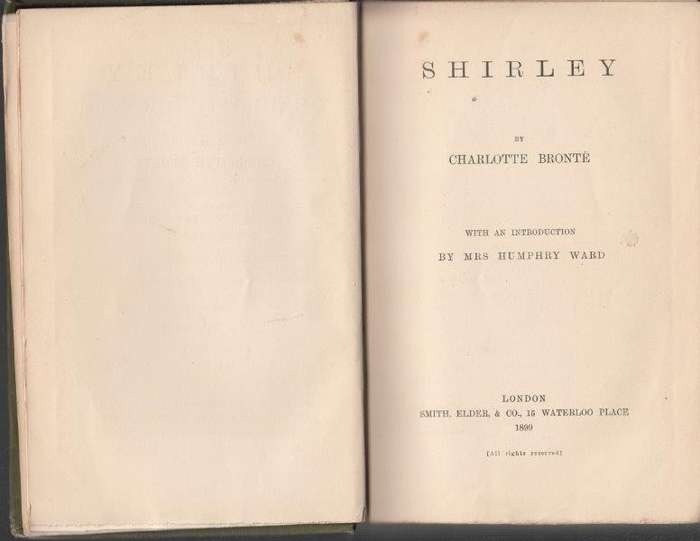 SHIRLEY
BY
CHARLOTTE BRONTË
WITH AN INTRODUCTION
BY MRS HUMPHRY WARD
LONDON
SMITH, ELDER, & CO., 15 WATERLOO PLACE
1899
[All rights reserved]